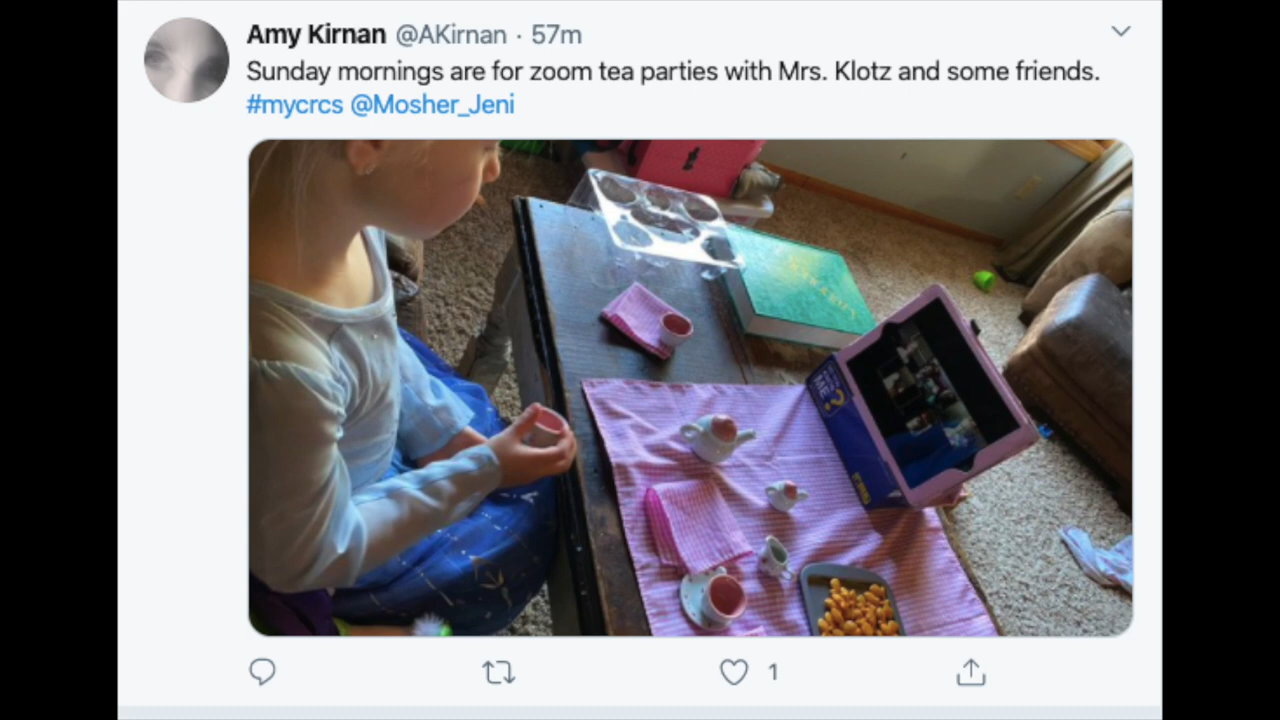 Amy Kirnan @AKirnan · 57m
Sunday mornings are for zoom tea parties with Mrs. Klotz and some friends.
#mycrcs @Mosher_Jeni
1